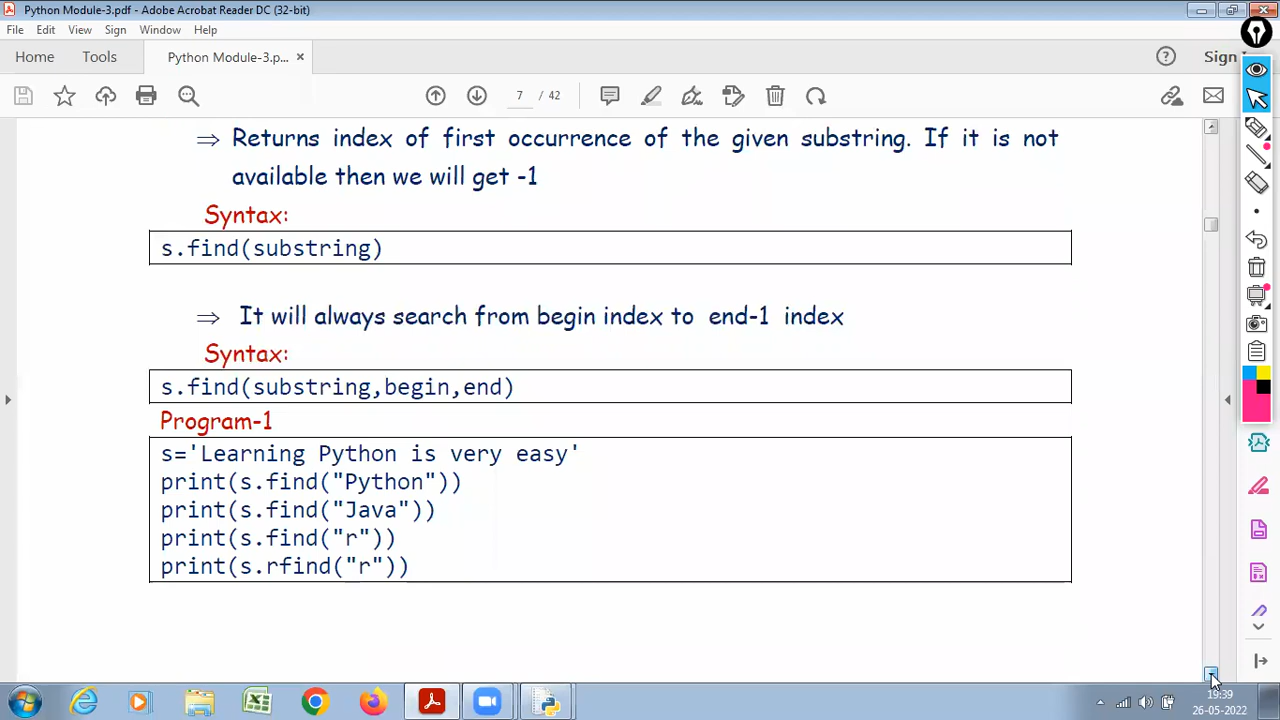 Python Module-3.pdf - Adobe Acrobat Reader DC (32-bit)
File Edit View Sign Window Help
Home Tools Python Module-3.p... × Sign
7 / 42
⇒ Returns index of first occurrence of the given substring. If it is not
available then we will get -1
Syntax:
s.find(substring)
⇒ It will always search from begin index to end-1 index
Syntax:
s.find(substring,begin,end)
Program-1
s='Learning Python is very easy'
print(s.find("Python"))
print(s.find("Java"))
print(s.find("r"))
print(s.rfind("r"))
19:39
26-05-2022